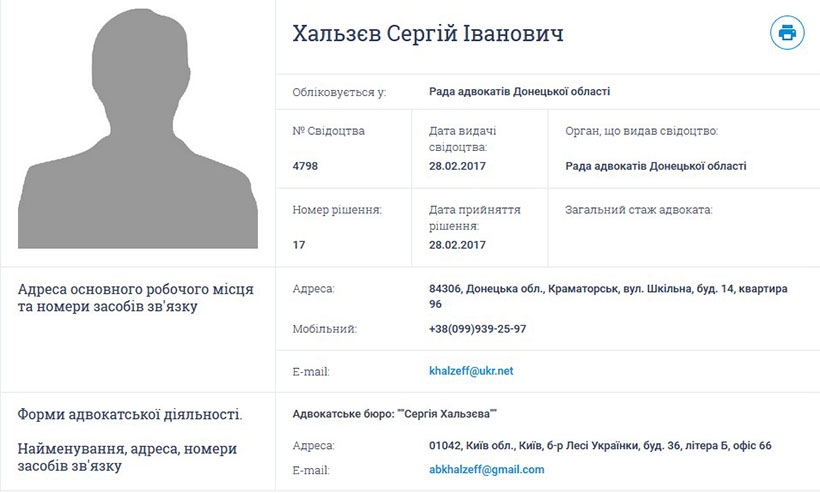 Хальзєв Сергій Іванович
Обліковується у:
Рада адвокатів Донецької області
№ Свідоцтва
4798
Дата видачі
свідоцтва:
28.02.2017
Орган, що видав свідоцтво:
Рада адвокатів Донецької області
Номер рішення:
17
Дата прийняття
рішення:
28.02.2017
Загальний стаж адвоката:
Адреса основного робочого місця
та номери засобів зв'язку
Адреса:
84306, Донецька обл., Краматорськ, вул. Шкільна, буд. 14, квартира
96
Мобільний:
+38(099)939-25-97
E-mail:
khalzeff@ukr.net
Форми адвокатської діяльності.
Найменування, адреса, номери
засобів зв'язку
Адвокатське бюро: ""Сергія Хальзєва""
Адреса:
01042, Київ обл., Київ, б-р Лесі Українки, буд. 36, літера Б, офіс 66
E-mail:
abkhalzeff@gmail.com